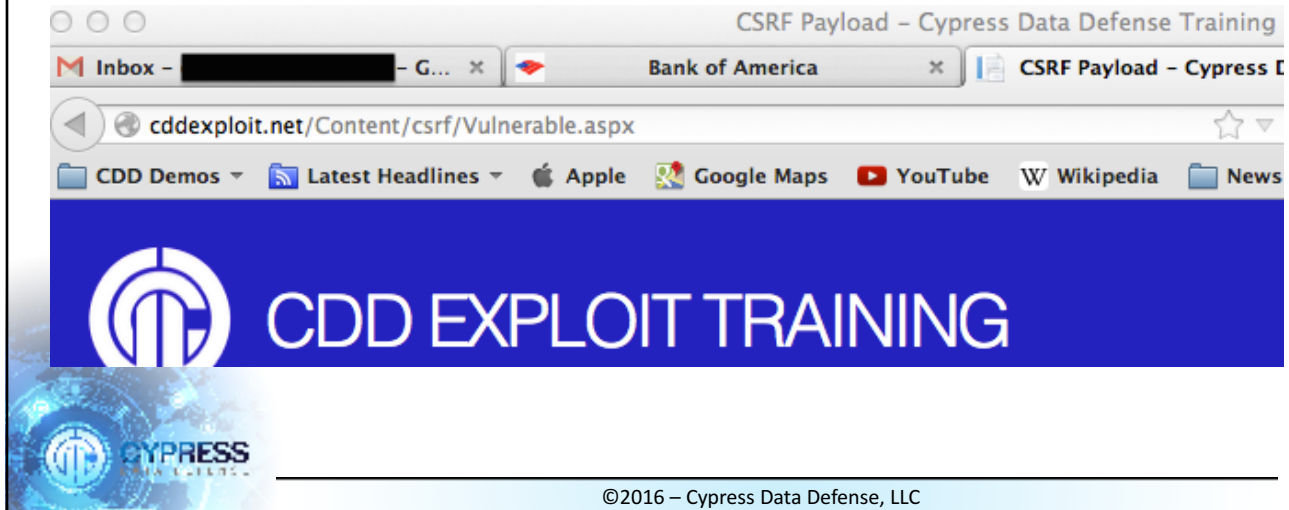 CSRF Payload – Cypress Data Defense Training
Inbox – – G... ×
Bank of America ×
CSRF Payload – Cypress D
cddexploit.net/Content/csrf/Vulnerable.aspx
CDD Demos Latest Headlines Apple Google Maps YouTube Wikipedia News
CDD EXPLOIT TRAINING
CYPRESS
DATA DEFENSE
©2016 – Cypress Data Defense, LLC